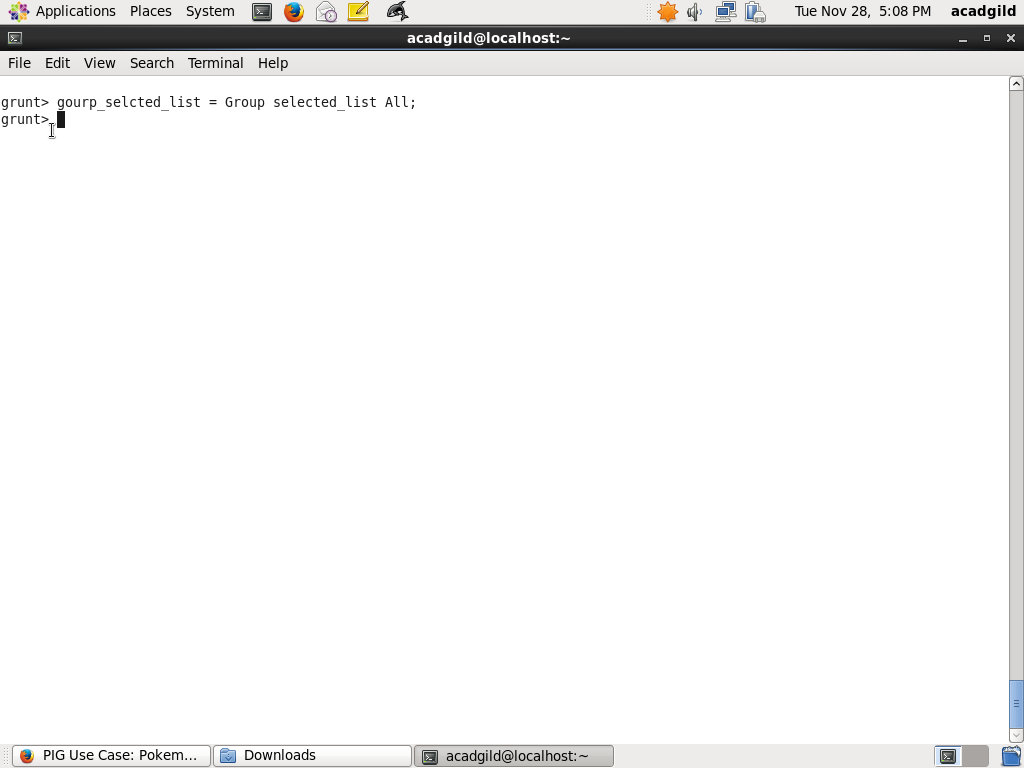 Applications Places System Tue Nov 28, 5:08 PM acadgild
acadgild@localhost:~
File Edit View Search Terminal Help
grunt> gourp_selcted_list = Group selected_list All;
grunt>
PIG Use Case: Pokem... Downloads acadgild@localhost:~